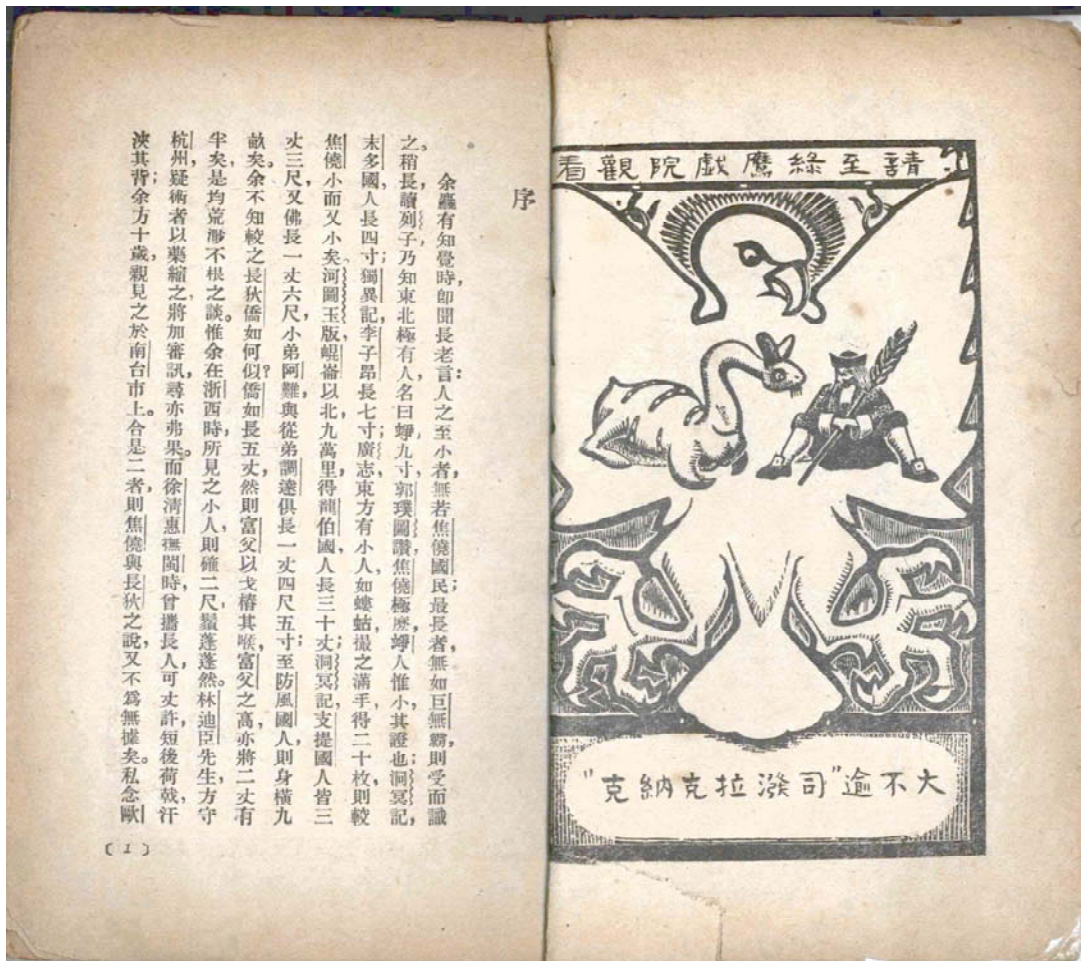 請至綠鷹戲院觀看
大不逾"司潑拉克納克"
序
余有知覺時,卽聞長老言:人之至小者,無若焦僥國民;最長者,無如巨無霸,則受而識
之。稍長,讀列子,乃知東北極有人,名曰竫,九寸;郭璞圖讚焦僥極麽,竫人惟小,其證也;洞冥記,
末多國人長四寸;獨異記,李子昂長七寸;廣志東方有小人,如螻蛄,撮之滿手,得二十枚,則較
焦僥小而又小矣。河圖玉版,崐崙以北九萬里,得龍伯國,人長三十丈;洞冥記,支提國人皆三
丈三尺,又佛長一丈六尺,小弟阿難,與從弟調達,俱長一丈四尺五寸;至防風國人,則身橫九
畝矣。余不知較之長狄僑如何似?僑如長五丈,然則富父以戈樁其喉,富父之高,亦將二丈有
半矣,是均荒渺不根之談。惟余在浙西時,所見之小人,則確二尺,鬚蓬蓬然。林迪臣先生,方守
杭州,疑術者以藥縮之,將加審訊,尋亦弗果。而徐清惠撫閩時,曾攜長人,可丈許,短後荷戟,汗
浹其背;余方十歲,親見之於南台市上。合是二者,則焦僥與長狄之說,又不爲無據矣。私念歐
(1)